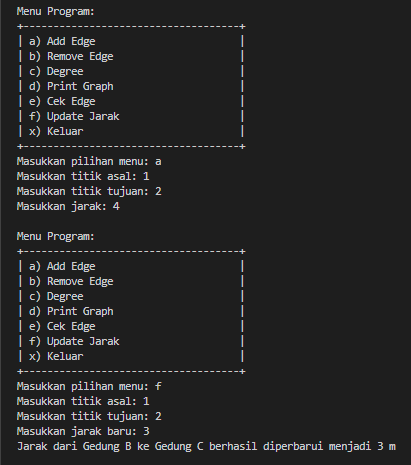 Menu Program:
+------------------------------------+
| a) Add Edge                        |
| b) Remove Edge                     |
| c) Degree                          |
| d) Print Graph                     |
| e) Cek Edge                        |
| f) Update Jarak                    |
| x) Keluar                          |
+------------------------------------+
Masukkan pilihan menu: a
Masukkan titik asal: 1
Masukkan titik tujuan: 2
Masukkan jarak: 4

Menu Program:
+------------------------------------+
| a) Add Edge                        |
| b) Remove Edge                     |
| c) Degree                          |
| d) Print Graph                     |
| e) Cek Edge                        |
| f) Update Jarak                    |
| x) Keluar                          |
+------------------------------------+
Masukkan pilihan menu: f
Masukkan titik asal: 1
Masukkan titik tujuan: 2
Masukkan jarak baru: 3
Jarak dari Gedung B ke Gedung C berhasil diperbarui menjadi 3 m